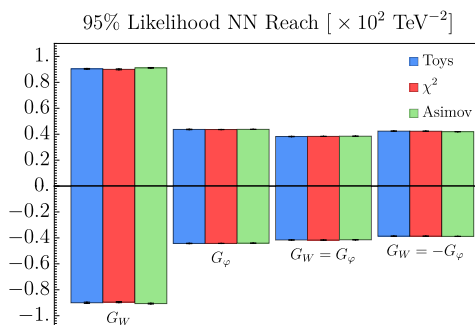 95% Likelihood NN Reach [ × 10² TeV⁻²]
1.
0.8
0.6
0.4
0.2
0.
−0.2
−0.4
−0.6
−0.8
−1.
Toys
χ²
Asimov
G_W
G_φ
G_W = G_φ
G_W = −G_φ